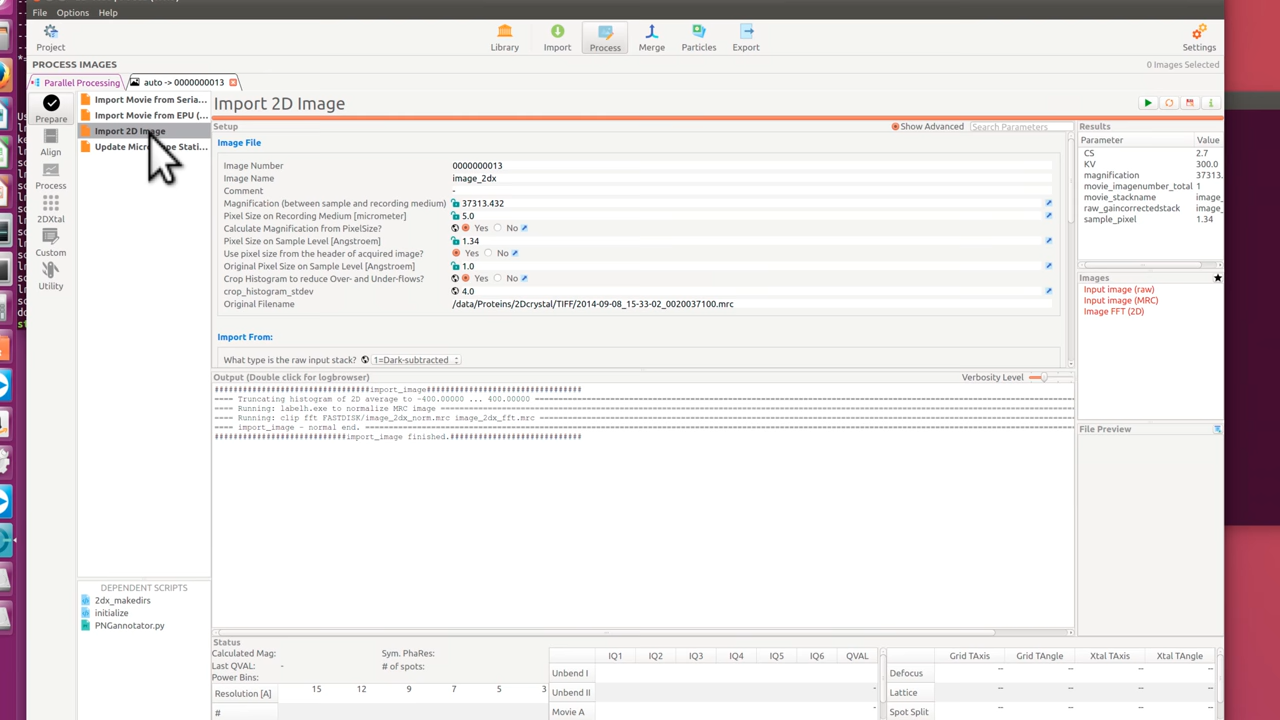 File Options Help
Project Library Import Process Merge Particles Export Settings
PROCESS IMAGES 0 Images Selected
Parallel Processing auto -> 0000000013
Prepare
Align
Process
2DXtal
Custom
Utility
Import Movie from Seria...
Import Movie from EPU (...
Import 2D Image
Update Micr pe Stati...
DEPENDENT SCRIPTS
2dx_makedirs
initialize
PNGannotator.py
Import 2D Image
Setup Show Advanced Search Parameters
Image File
Image Number 0000000013
Image Name image_2dx
Comment -
Magnification (between sample and recording medium) 37313.432
Pixel Size on Recording Medium [micrometer] 5.0
Calculate Magnification from PixelSize? Yes No
Pixel Size on Sample Level [Angstroem] 1.34
Use pixel size from the header of acquired image? Yes No
Original Pixel Size on Sample Level [Angstroem] 1.0
Crop Histogram to reduce Over- and Under-flows? Yes No
crop_histogram_stdev 4.0
Original Filename /data/Proteins/2Dcrystal/TIFF/2014-09-08_15-33-02_0020037100.mrc
Import From:
What type is the raw input stack? 1=Dark-subtracted
Output (Double click for logbrowser) Verbosity Level
##############################import_image##############################
==== Truncating histogram of 2D average to -400.00000 ... 400.00000
==== Running: labelh.exe to normalize MRC image
==== Running: clip fft FASTDISK/image_2dx_norm.mrc image_2dx_fft.mrc
==== import_image - normal end.
#########################import_image finished.#########################
Results
Parameter Value
CS 2.7
KV 300.0
magnification 37313.
movie_imagenumber_total 1
movie_stackname image_
raw_gaincorrectedstack image_
sample_pixel 1.34
Images
Input image (raw)
Input image (MRC)
Image FFT (2D)
File Preview
Status
Calculated Mag: Sym. PhaRes:
Last QVAL: - # of spots:
Power Bins:
Resolution [A] 15 12 9 7 5 3
#
IQ1 IQ2 IQ3 IQ4 IQ5 IQ6 QVAL
Unbend I
Unbend II -
Movie A -
Grid TAxis Grid TAngle Xtal TAxis Xtal TAngle
Defocus -- -- -- --
Lattice -- -- -- --
Spot Split -- -- -- --